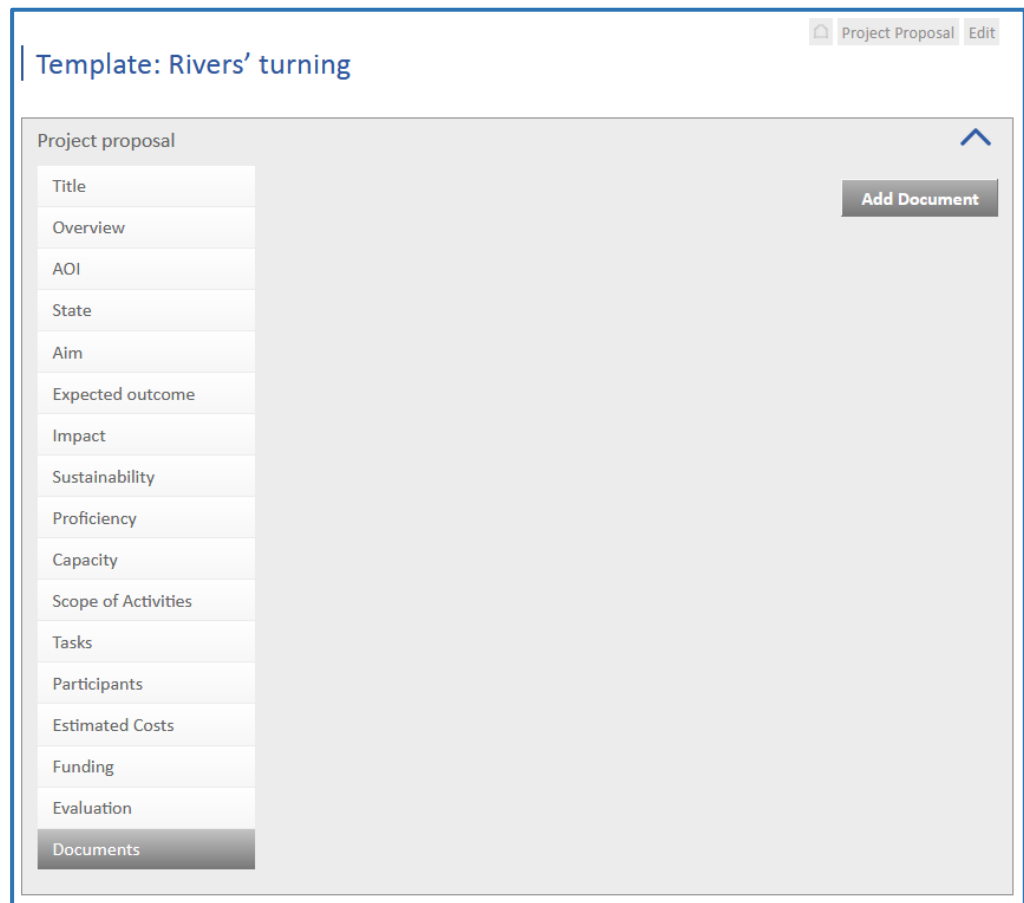 Project Proposal Edit
Template: Rivers’ turning
Project proposal
Title
Add Document
Overview
AOI
State
Aim
Expected outcome
Impact
Sustainability
Proficiency
Capacity
Scope of Activities
Tasks
Participants
Estimated Costs
Funding
Evaluation
Documents